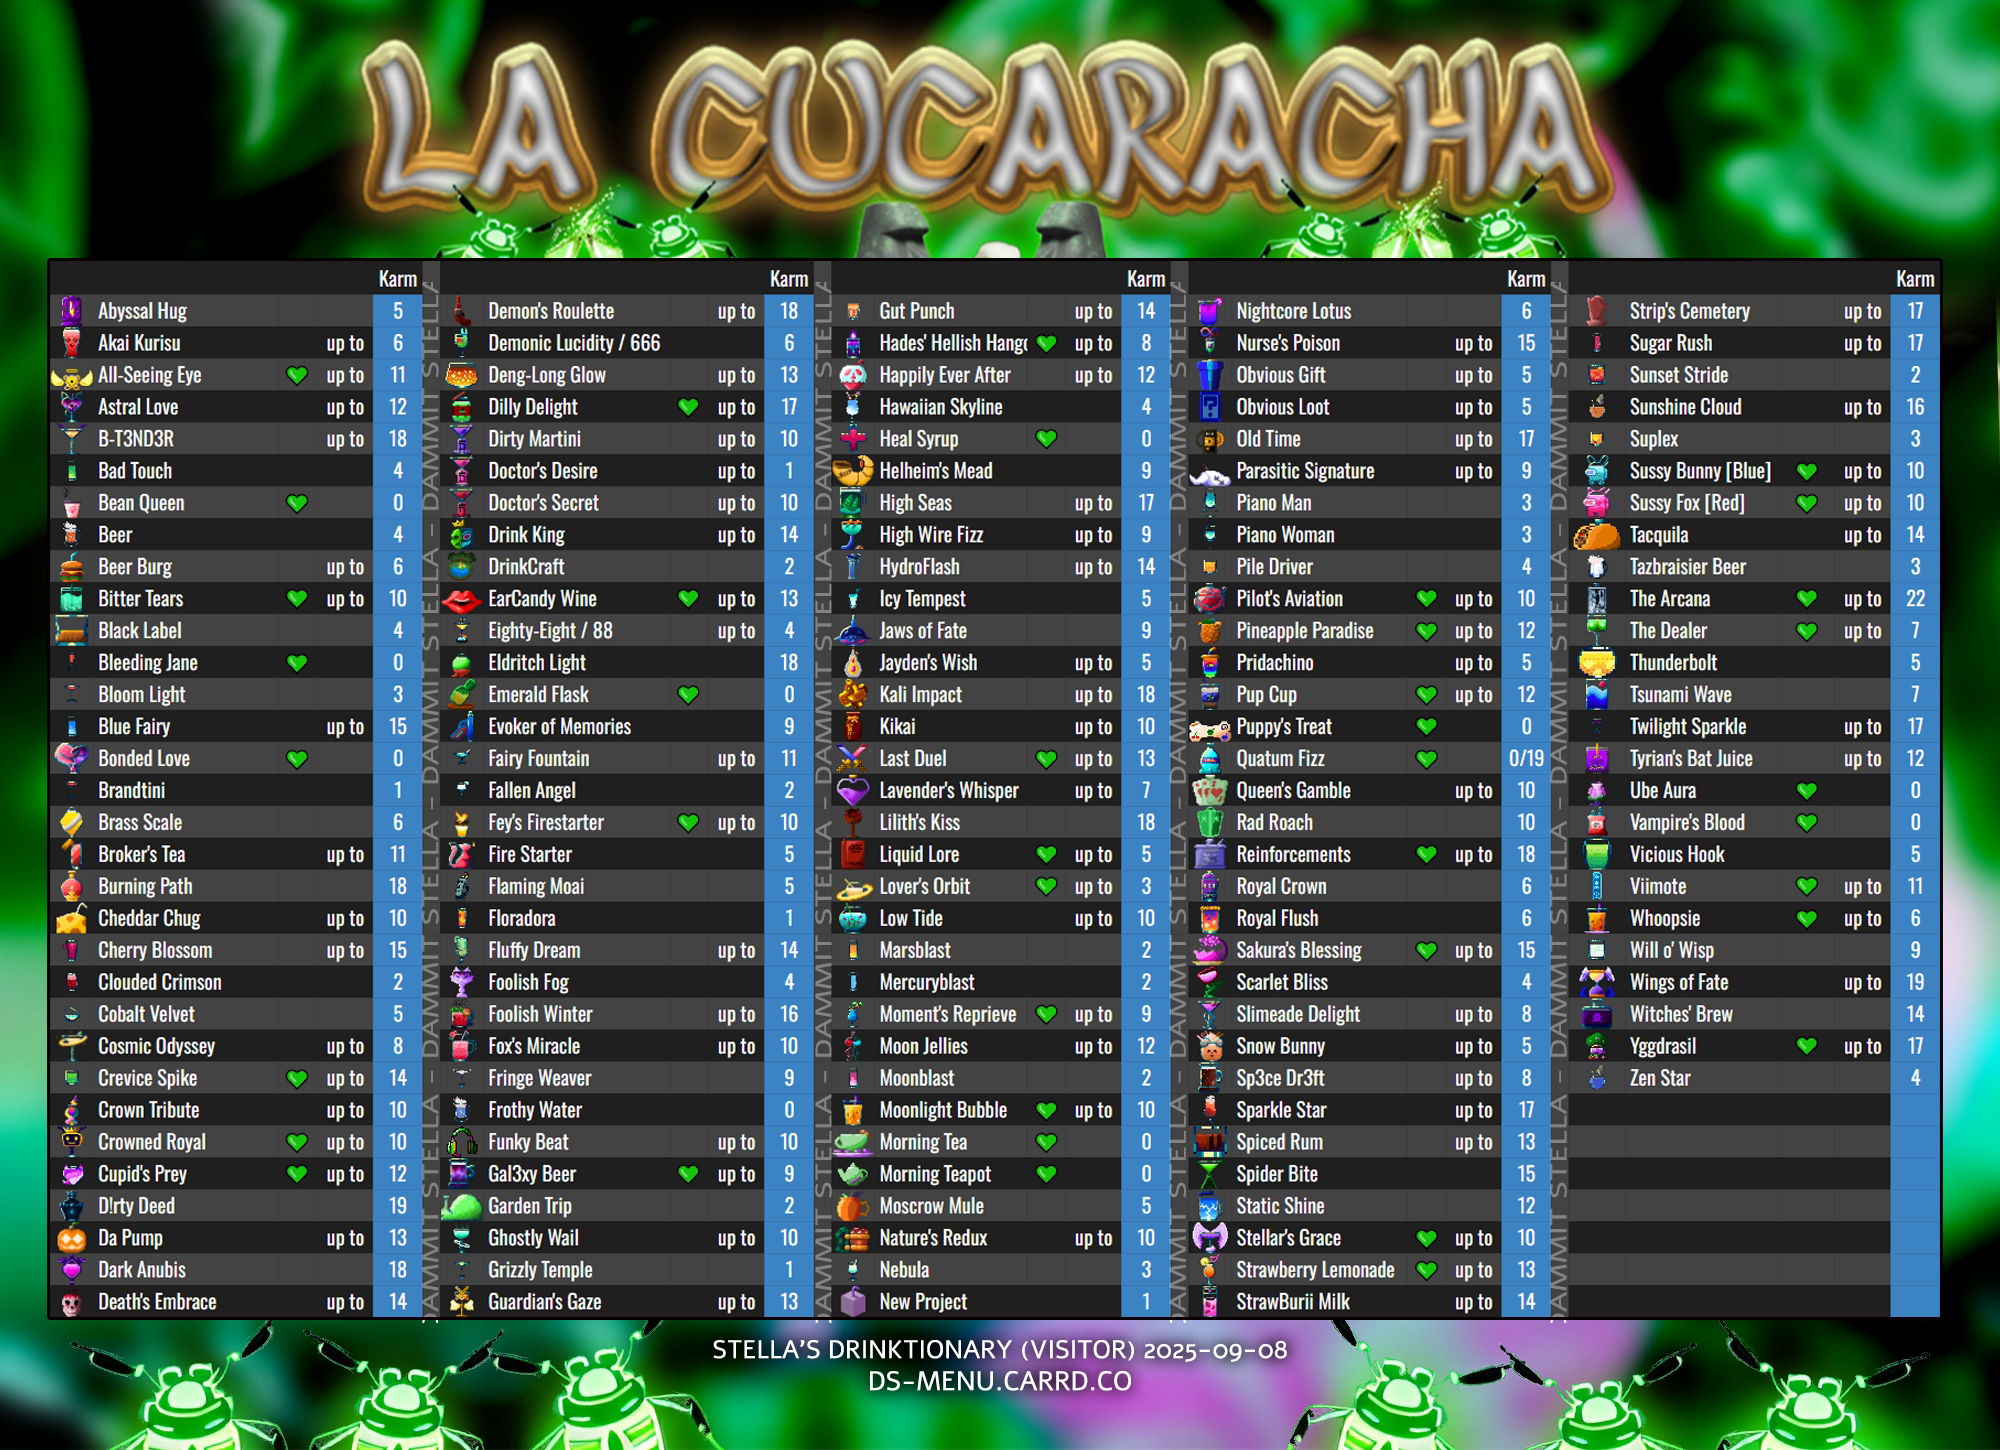 LA CUCARACHA
Karm
Abyssal Hug 5
Akai Kurisu up to 6
All-Seeing Eye up to 11
Astral Love up to 12
B-T3ND3R up to 18
Bad Touch 4
Bean Queen 0
Beer 4
Beer Burg up to 6
Bitter Tears up to 10
Black Label 4
Bleeding Jane 0
Bloom Light 3
Blue Fairy up to 15
Bonded Love 0
Brandtini 1
Brass Scale 6
Broker's Tea up to 11
Burning Path 18
Cheddar Chug up to 10
Cherry Blossom up to 15
Clouded Crimson 2
Cobalt Velvet 5
Cosmic Odyssey up to 8
Crevice Spike up to 14
Crown Tribute up to 10
Crowned Royal up to 10
Cupid's Prey up to 12
D!rty Deed 19
Da Pump up to 13
Dark Anubis 18
Death's Embrace up to 14
AMMIT STELLA - DAMMIT STELLA - DAMMIT STELLA - DAMMIT STELLA
Karm
Demon's Roulette up to 18
Demonic Lucidity / 666 6
Deng-Long Glow up to 13
Dilly Delight up to 17
Dirty Martini up to 10
Doctor's Desire up to 1
Doctor's Secret up to 10
Drink King up to 14
DrinkCraft 2
EarCandy Wine up to 13
Eighty-Eight / 88 up to 4
Eldritch Light 18
Emerald Flask 0
Evoker of Memories 9
Fairy Fountain up to 11
Fallen Angel 2
Fey's Firestarter up to 10
Fire Starter 5
Flaming Moai 5
Floradora 1
Fluffy Dream up to 14
Foolish Fog 4
Foolish Winter up to 16
Fox's Miracle up to 10
Fringe Weaver 9
Frothy Water 0
Funky Beat up to 10
Gal3xy Beer up to 9
Garden Trip 2
Ghostly Wail up to 10
Grizzly Temple 1
Guardian's Gaze up to 13
AMMIT STELLA - DAMMIT STELLA - DAMMIT STELLA - DAMMIT STELLA
Karm
Gut Punch up to 14
Hades' Hellish Hang up to 8
Happily Ever After up to 12
Hawaiian Skyline 4
Heal Syrup 0
Helheim's Mead 9
High Seas up to 17
High Wire Fizz up to 9
HydroFlash up to 14
Icy Tempest 5
Jaws of Fate 9
Jayden's Wish up to 5
Kali Impact up to 18
Kikai up to 10
Last Duel up to 13
Lavender's Whisper up to 7
Lilith's Kiss 18
Liquid Lore up to 5
Lover's Orbit up to 3
Low Tide up to 10
Marsblast 2
Mercuryblast 2
Moment's Reprieve up to 9
Moon Jellies up to 12
Moonblast 2
Moonlight Bubble up to 10
Morning Tea 0
Morning Teapot 0
Moscrow Mule 5
Nature's Redux up to 10
Nebula 3
New Project 1
AMMIT STELLA - DAMMIT STELLA - DAMMIT STELLA - DAMMIT STELLA
Karm
Nightcore Lotus 6
Nurse's Poison up to 15
Obvious Gift up to 5
Obvious Loot up to 5
Old Time up to 17
Parasitic Signature up to 9
Piano Man 3
Piano Woman 3
Pile Driver 4
Pilot's Aviation up to 10
Pineapple Paradise up to 12
Pridachino up to 5
Pup Cup up to 12
Puppy's Treat 0
Quatum Fizz 0/19
Queen's Gamble up to 10
Rad Roach 10
Reinforcements up to 18
Royal Crown 6
Royal Flush 6
Sakura's Blessing up to 15
Scarlet Bliss 4
Slimeade Delight up to 8
Snow Bunny up to 5
Sp3ce Dr3ft up to 8
Sparkle Star up to 17
Spiced Rum up to 13
Spider Bite 15
Static Shine 12
Stellar's Grace up to 10
Strawberry Lemonade up to 13
StrawBurii Milk up to 14
AMMIT STELLA - DAMMIT STELLA - DAMMIT STELLA - DAMMIT STELLA
Karm
Strip's Cemetery up to 17
Sugar Rush up to 17
Sunset Stride 2
Sunshine Cloud up to 16
Suplex 3
Sussy Bunny [Blue] up to 10
Sussy Fox [Red] up to 10
Tacquila up to 14
Tazbraisier Beer 3
The Arcana up to 22
The Dealer up to 7
Thunderbolt 5
Tsunami Wave 7
Twilight Sparkle up to 17
Tyrian's Bat Juice up to 12
Ube Aura 0
Vampire's Blood 0
Vicious Hook 5
Viimote up to 11
Whoopsie up to 6
Will o' Wisp 9
Wings of Fate up to 19
Witches' Brew 14
Yggdrasil up to 17
Zen Star 4
STELLA'S DRINKTIONARY (VISITOR) 2025-09-08
DS-MENU.CARRD.CO